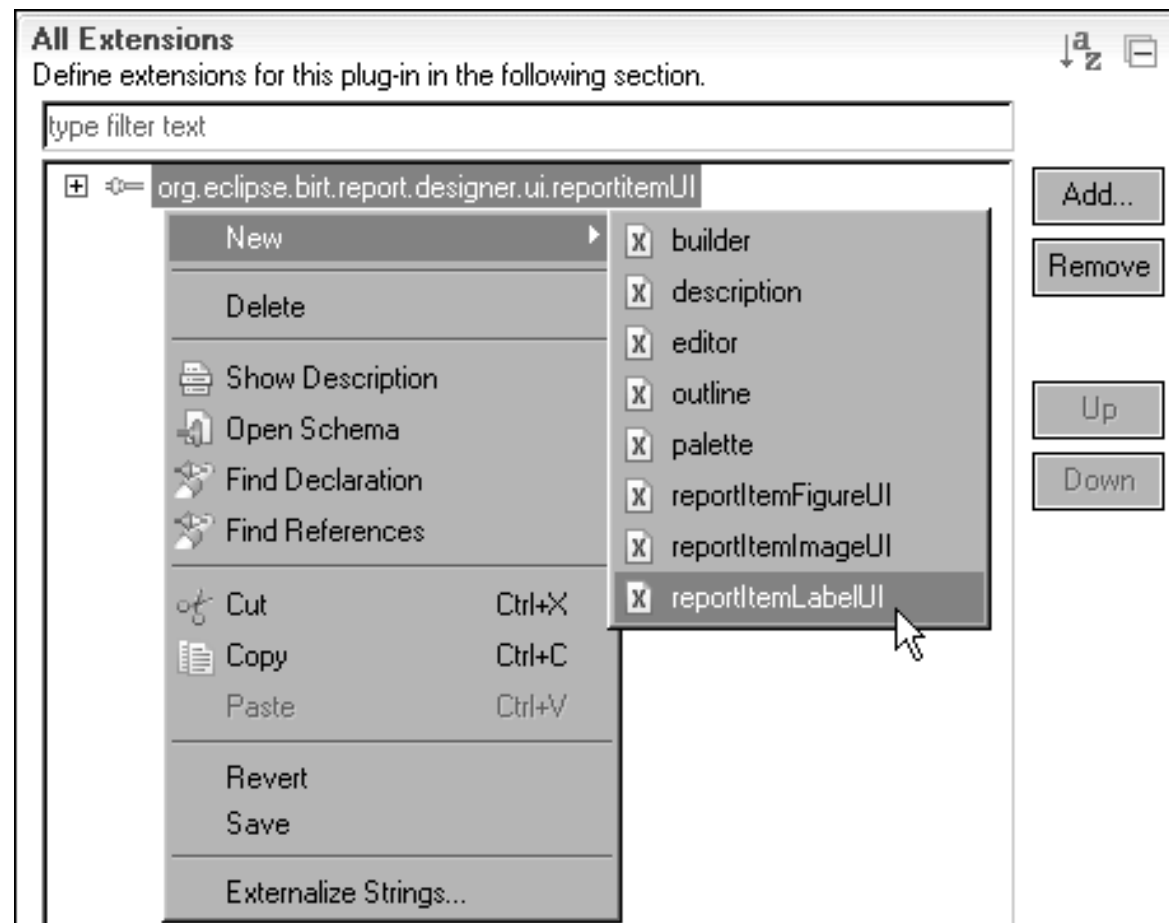 All Extensions
Define extensions for this plug-in in the following section.
type filter text
org.eclipse.birt.report.designer.ui.reportitemUI
Add...
Remove
Up
Down
New
Delete
Show Description
Open Schema
Find Declaration
Find References
Cut Ctrl+X
Copy Ctrl+C
Paste Ctrl+V
Revert
Save
Externalize Strings...
builder
description
editor
outline
palette
reportItemFigureUI
reportItemImageUI
reportItemLabelUI